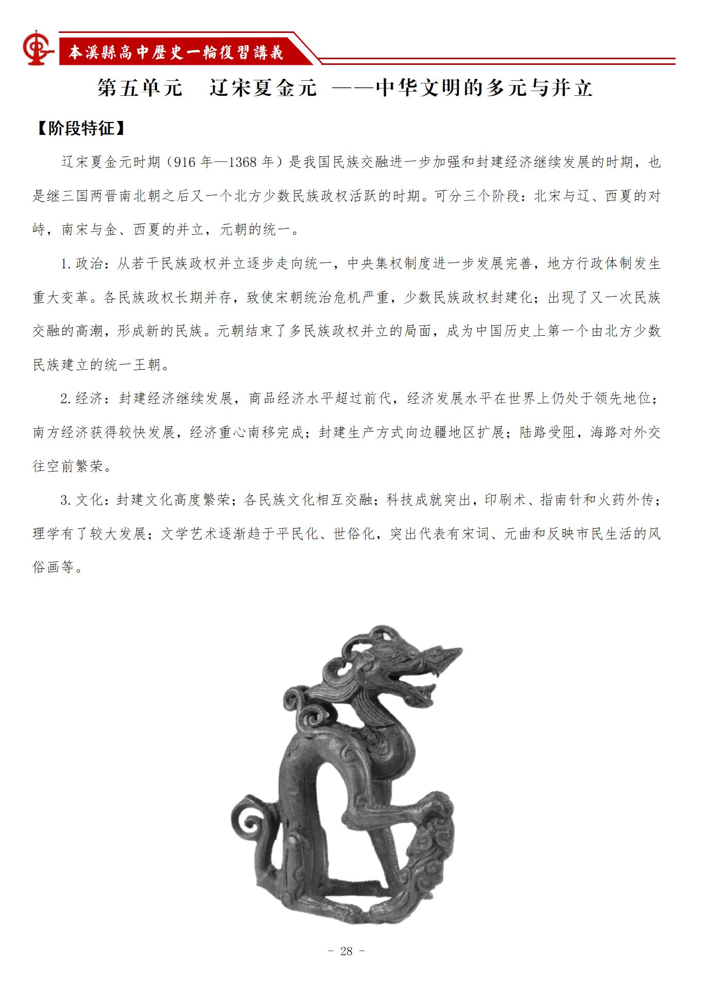 本溪縣高中歷史一輪復習講義
第五单元 辽宋夏金元 ——中华文明的多元与并立
【阶段特征】
辽宋夏金元时期（916 年—1368 年）是我国民族交融进一步加强和封建经济继续发展的时期，也
是继三国两晋南北朝之后又一个北方少数民族政权活跃的时期。可分三个阶段：北宋与辽、西夏的对
峙，南宋与金、西夏的并立，元朝的统一。
1.政治：从若干民族政权并立逐步走向统一，中央集权制度进一步发展完善，地方行政体制发生
重大变革。各民族政权长期并存，致使宋朝统治危机严重，少数民族政权封建化；出现了又一次民族
交融的高潮，形成新的民族。元朝结束了多民族政权并立的局面，成为中国历史上第一个由北方少数
民族建立的统一王朝。
2.经济：封建经济继续发展，商品经济水平超过前代，经济发展水平在世界上仍处于领先地位；
南方经济获得较快发展，经济重心南移完成；封建生产方式向边疆地区扩展；陆路受阻，海路对外交
往空前繁荣。
3.文化：封建文化高度繁荣；各民族文化相互交融；科技成就突出，印刷术、指南针和火药外传；
理学有了较大发展；文学艺术逐渐趋于平民化、世俗化，突出代表有宋词、元曲和反映市民生活的风
俗画等。
- 28 -